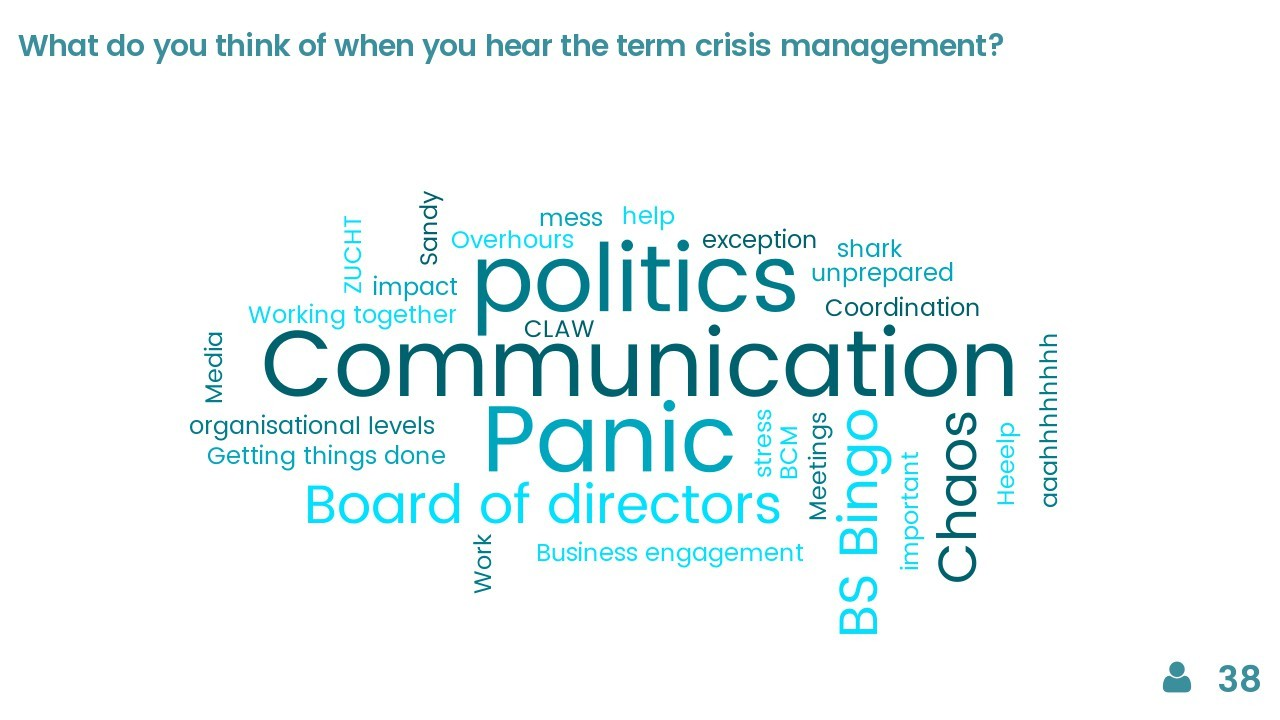 What do you think of when you hear the term crisis management?
ZUCHT
Sandy
mess
help
Overhours
exception
shark
politics
unprepared
impact
Working together
Coordination
CLAW
Media
Communication
aaahhhhhhhh
organisational levels
Panic
stress
BCM
Meetings
BS Bingo
important
Chaos
Heeelp
Getting things done
Board of directors
Work
Business engagement
38